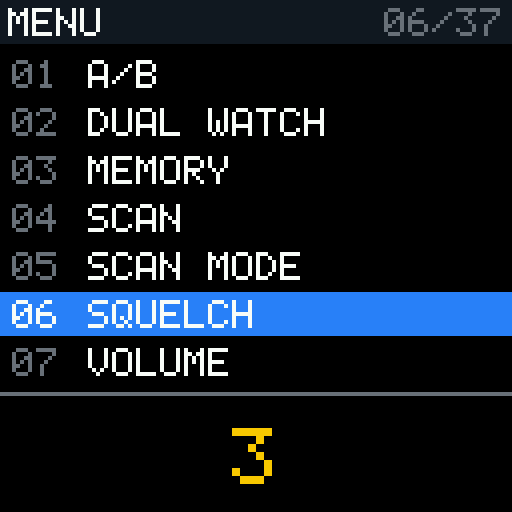 MENU 06/37
01 A/B
02 DUAL WATCH
03 MEMORY
04 SCAN
05 SCAN MODE
06 SQUELCH
07 VOLUME
3